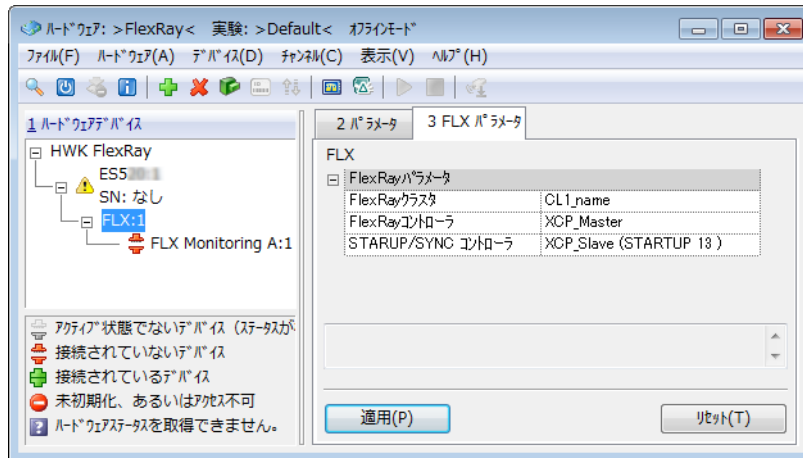 ﾊｰﾄﾞｳｪｱ: >FlexRay<  実験: >Default<  ｵﾌﾗｲﾝﾓｰﾄﾞ
ﾌｧｲﾙ(F)  ﾊｰﾄﾞｳｪｱ(A)  ﾃﾞﾊﾞｲｽ(D)  ﾁｬﾝﾈﾙ(C)  表示(V)  ﾍﾙﾌﾟ(H)
1 ﾊｰﾄﾞｳｪｱﾃﾞﾊﾞｲｽ
HWK FlexRay
ES5
SN: なし
FLX:1
FLX Monitoring A:1
ｱｸﾃｨﾌﾞ状態でないﾃﾞﾊﾞｲｽ（ｽﾃｰﾀｽが
接続されていないﾃﾞﾊﾞｲｽ
接続されているﾃﾞﾊﾞｲｽ
未初期化、あるいはｱｸｾｽ不可
ﾊｰﾄﾞｳｪｱｽﾃｰﾀｽを取得できません。
2 ﾊﾟﾗﾒｰﾀ
3 FLX ﾊﾟﾗﾒｰﾀ
FLX
FlexRayﾊﾟﾗﾒｰﾀ
FlexRayｸﾗｽﾀ  CL1_name
FlexRayｺﾝﾄﾛｰﾗ  XCP_Master
STARUP/SYNC ｺﾝﾄﾛｰﾗ  XCP_Slave (STARTUP 13 )
適用(P)
ﾘｾｯﾄ(T)